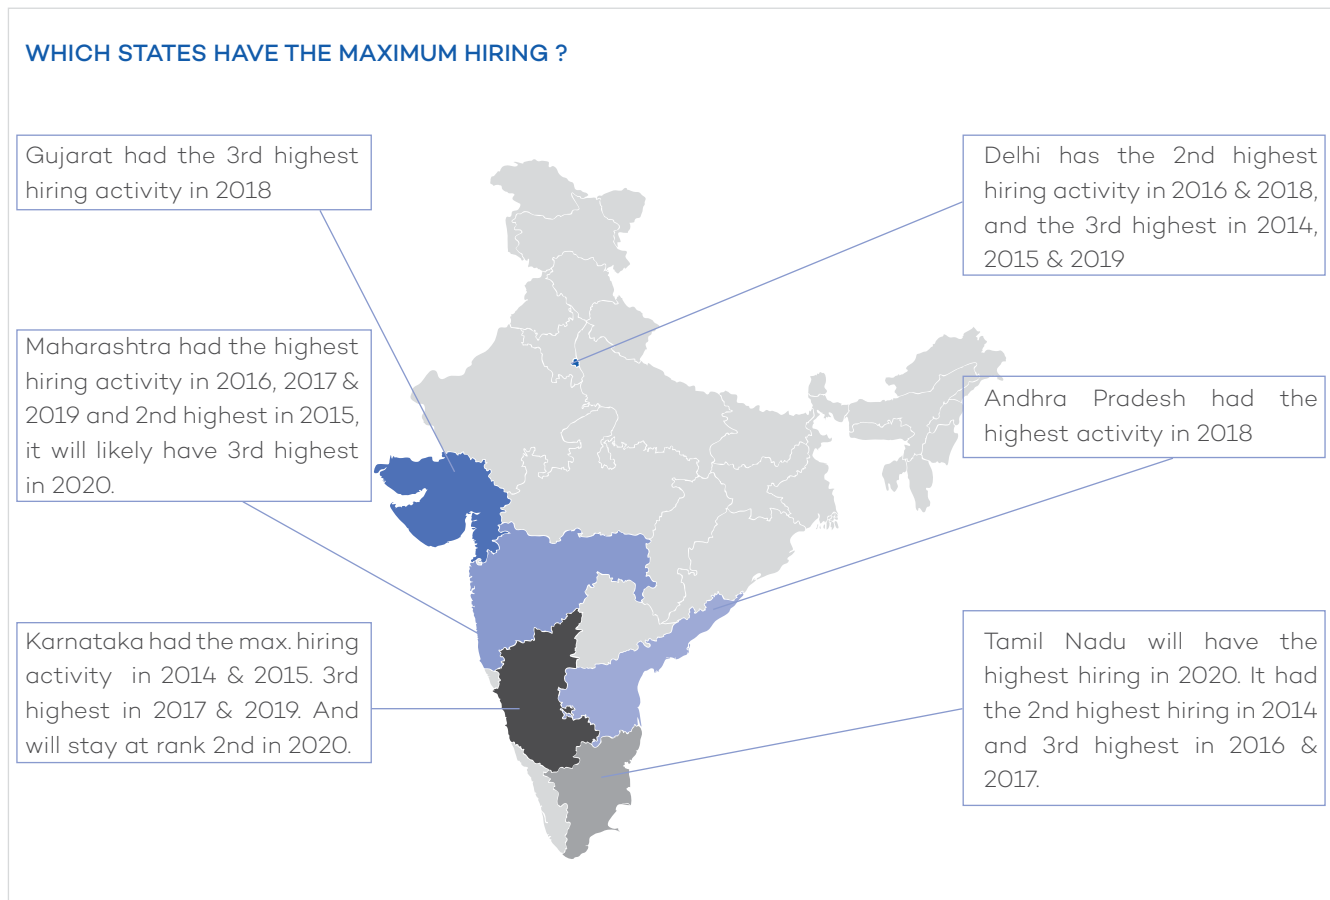 WHICH STATES HAVE THE MAXIMUM HIRING ?
Gujarat had the 3rd highest
hiring activity in 2018
Maharashtra had the highest
hiring activity in 2016, 2017 &
2019 and 2nd highest in 2015,
it will likely have 3rd highest
in 2020.
Karnataka had the max. hiring
activity in 2014 & 2015. 3rd
highest in 2017 & 2019. And
will stay at rank 2nd in 2020.
Delhi has the 2nd highest
hiring activity in 2016 & 2018,
and the 3rd highest in 2014,
2015 & 2019
Andhra Pradesh had the
highest activity in 2018
Tamil Nadu will have the
highest hiring in 2020. It had
the 2nd highest hiring in 2014
and 3rd highest in 2016 &
2017.